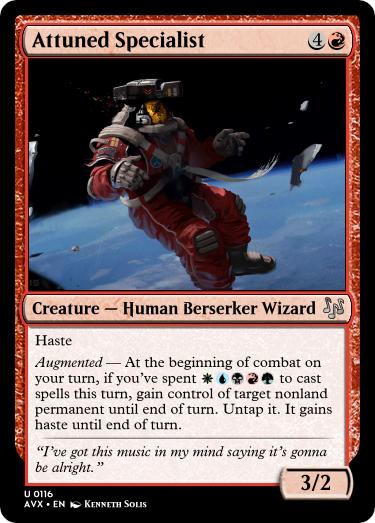 Attuned Specialist 4
Creature — Human Berserker Wizard
Haste
Augmented — At the beginning of combat on
your turn, if you've spent to cast
spells this turn, gain control of target nonland
permanent until end of turn. Untap it. It gains
haste until end of turn.
"I've got this music in my mind saying it's gonna
be alright."
3/2
U 0116
AVX • EN Kenneth Solis